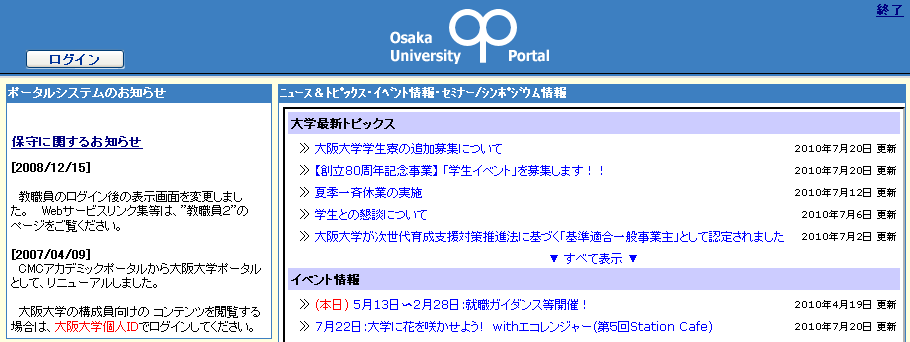 終了
Osaka
University
Portal
ログイン
ポータルシステムのお知らせ
保守に関するお知らせ
[2008/12/15]
教職員のログイン後の表示画面を変更しまし
た。 Webサービスリンク集等は、”教職員2”の
ページをご覧ください。
[2007/04/09]
CMCアカデミックポータルから大阪大学ポータル
として、リニューアルしました。
大阪大学の構成員向けの コンテンツを閲覧する
場合は、大阪大学個人IDでログインしてください。
ニュース＆トピックス・イベント情報・セミナー/シンポジウム情報
大学最新トピックス
≫ 大阪大学学生寮の追加募集について 2010年7月20日 更新
≫ 【創立80周年記念事業】「学生イベント」を募集します！！ 2010年7月20日 更新
≫ 夏季一斉休業の実施 2010年7月12日 更新
≫ 学生との懇談について 2010年7月6日 更新
≫ 大阪大学が次世代育成支援対策推進法に基づく「基準適合一般事業主」として認定されました 2010年7月2日 更新
▼ すべて表示 ▼
イベント情報
≫ (本日) 5月13日～2月28日:就職ガイダンス等開催！ 2010年4月19日 更新
≫ 7月22日:大学に花を咲かせよう! withエコレンジャー(第5回Station Cafe) 2010年7月20日 更新